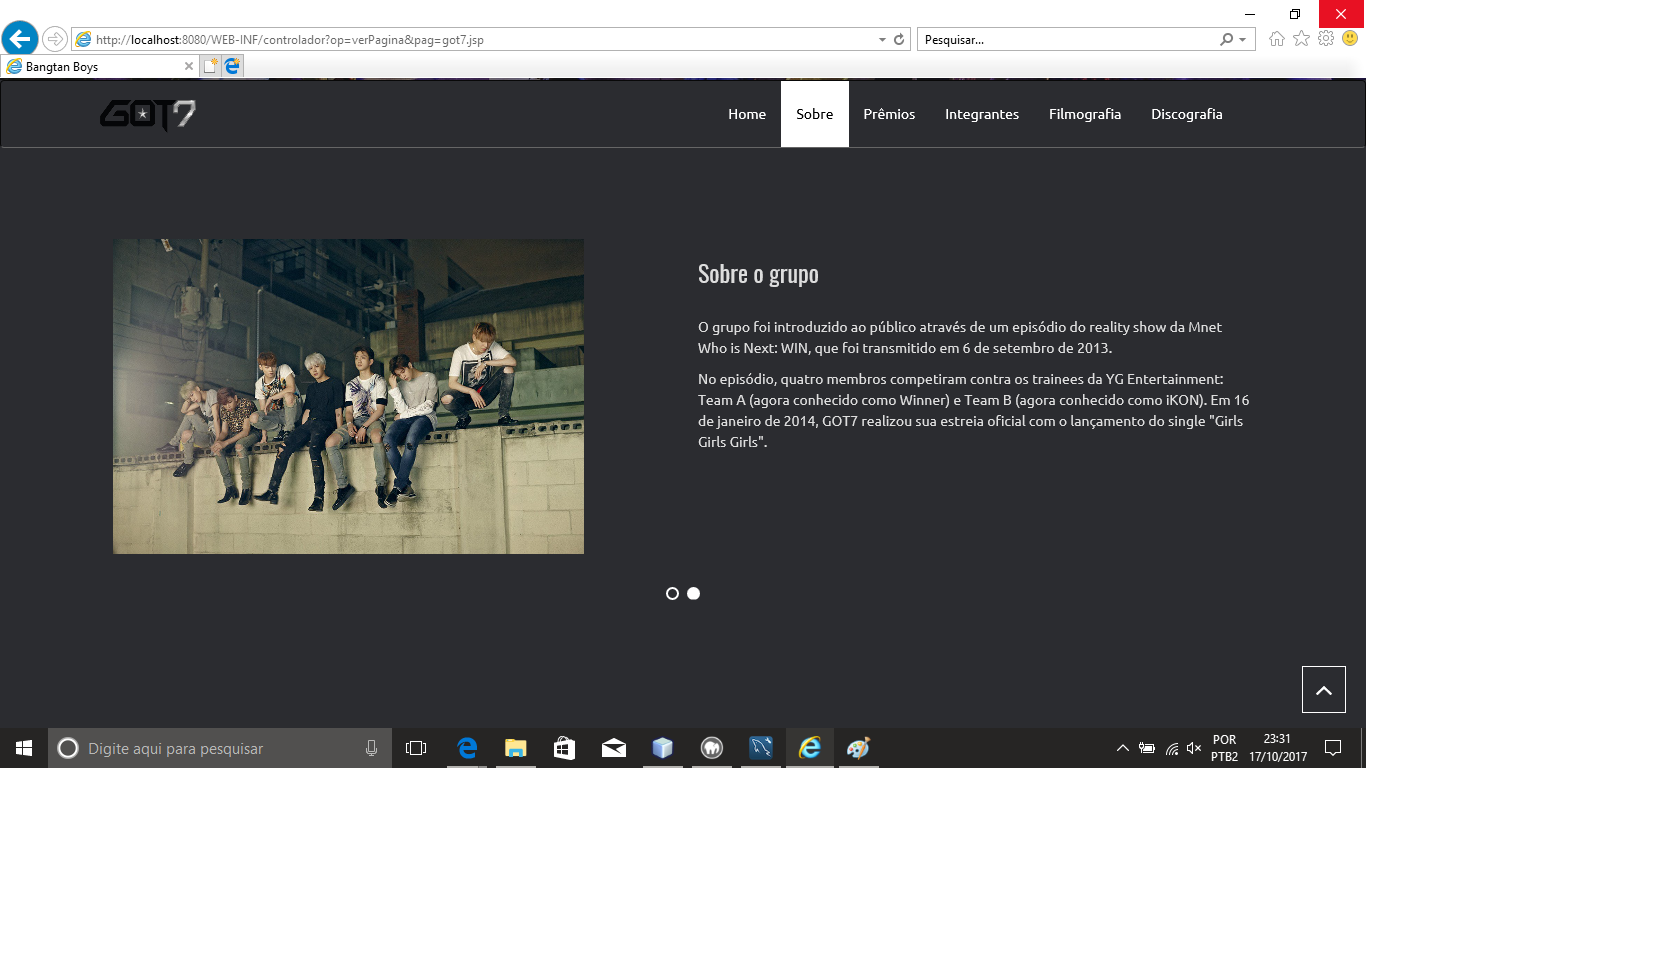 http://localhost:8080/WEB-INF/controlador?op=verPagina&pag=got7.jsp
Pesquisar...
Bangtan Boys
GOT7
Home
Sobre
Prêmios
Integrantes
Filmografia
Discografia
Sobre o grupo
O grupo foi introduzido ao público através de um episódio do reality show da Mnet
Who is Next: WIN, que foi transmitido em 6 de setembro de 2013.
No episódio, quatro membros competiram contra os trainees da YG Entertainment:
Team A (agora conhecido como Winner) e Team B (agora conhecido como iKON). Em 16
de janeiro de 2014, GOT7 realizou sua estreia oficial com o lançamento do single "Girls
Girls Girls".
Digite aqui para pesquisar
POR
PTB2
23:31
17/10/2017